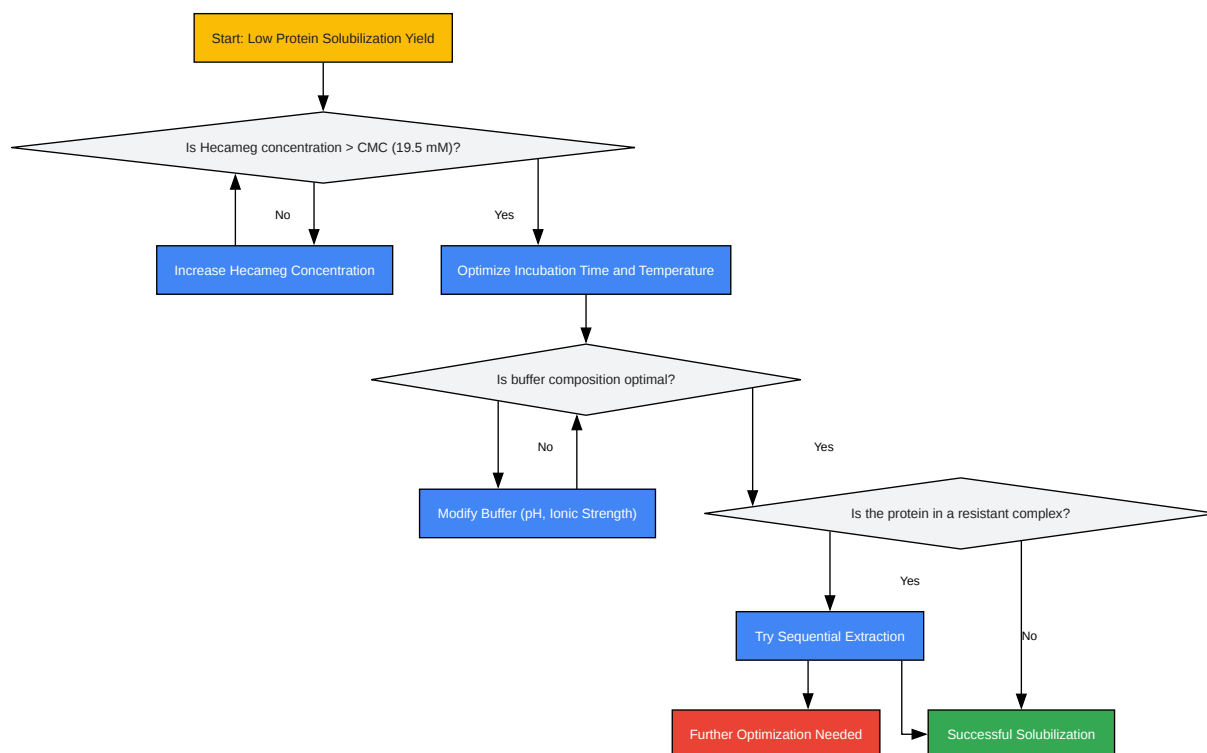 Start: Low Protein Solubilization Yield
Is Hecameg concentration > CMC (19.5 mM)?
No
Yes
Increase Hecameg Concentration
Optimize Incubation Time and Temperature
Is buffer composition optimal?
No
Yes
Modify Buffer (pH, Ionic Strength)
Is the protein in a resistant complex?
Yes
Try Sequential Extraction
No
Further Optimization Needed
Successful Solubilization